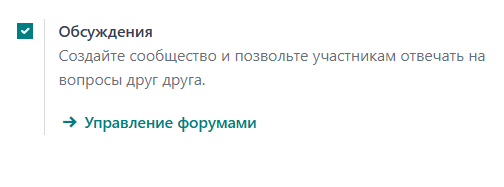 Обсуждения
Создайте сообщество и позвольте участникам отвечать на
вопросы друг друга.
Управление форумами